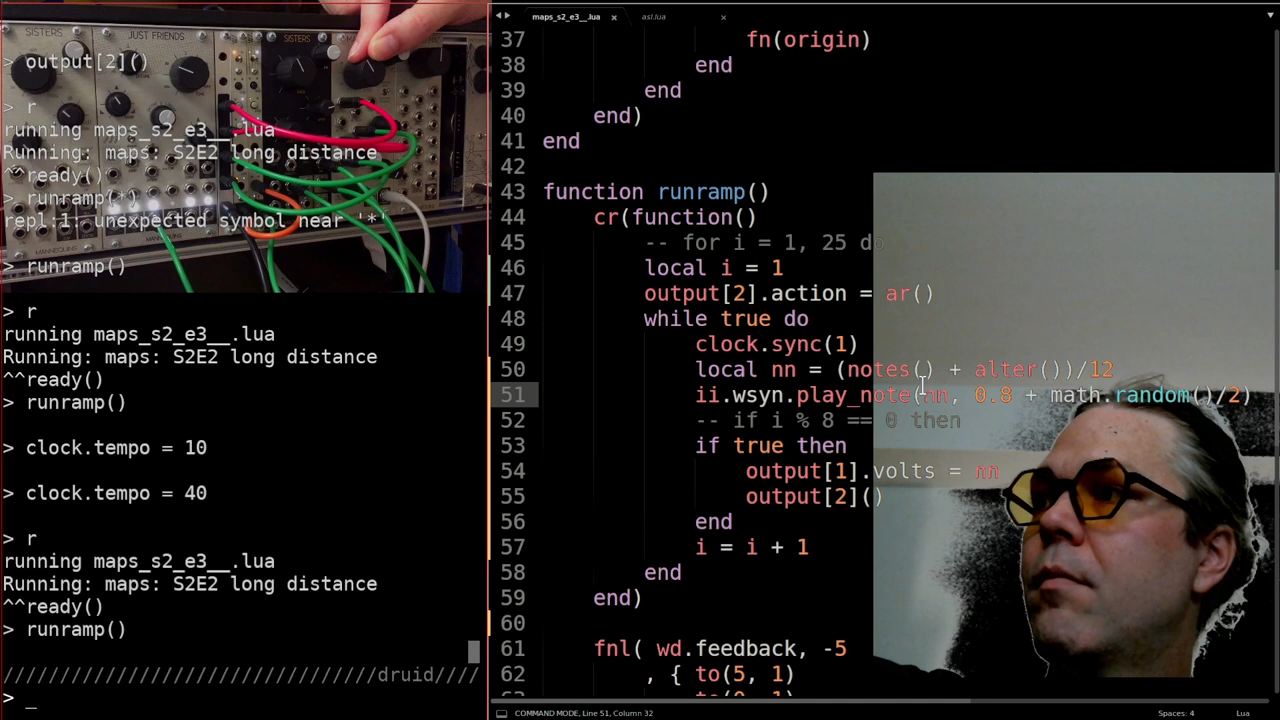 SISTERS
JUST FRIENDS
SISTERS
> output[2]()
> r
running maps_s2_e3__.lua
Running: maps: S2E2 long distance
^^ready()
> runramp(*)
repl:1: unexpected symbol near '*'
MANNEQUINS
> runramp()
> r
running maps_s2_e3__.lua
Running: maps: S2E2 long distance
^^ready()
> runramp()
> clock.tempo = 10
> clock.tempo = 40
> r
running maps_s2_e3__.lua
Running: maps: S2E2 long distance
^^ready()
> runramp()
/////////////////////////////////druid////
> _
maps_s2_e3__.lua ×
asl.lua ×
37 fn(origin)
38 end
39 end
40 end)
41 end
42
43 function runramp()
44 cr(function()
45 -- for i = 1, 25 do
46 local i = 1
47 output[2].action = ar()
48 while true do
49 clock.sync(1)
50 local nn = (notes() + alter())/12
51 ii.wsyn.play_note(nn, 0.8 + math.random()/2)
52 -- if i % 8 == 0 then
53 if true then
54 output[1].volts = nn
55 output[2]()
56 end
57 i = i + 1
58 end
59 end)
60
61 fnl( wd.feedback, -5
62 , { to(5, 1)
COMMAND MODE, Line 51, Column 32
Spaces: 4
Lua